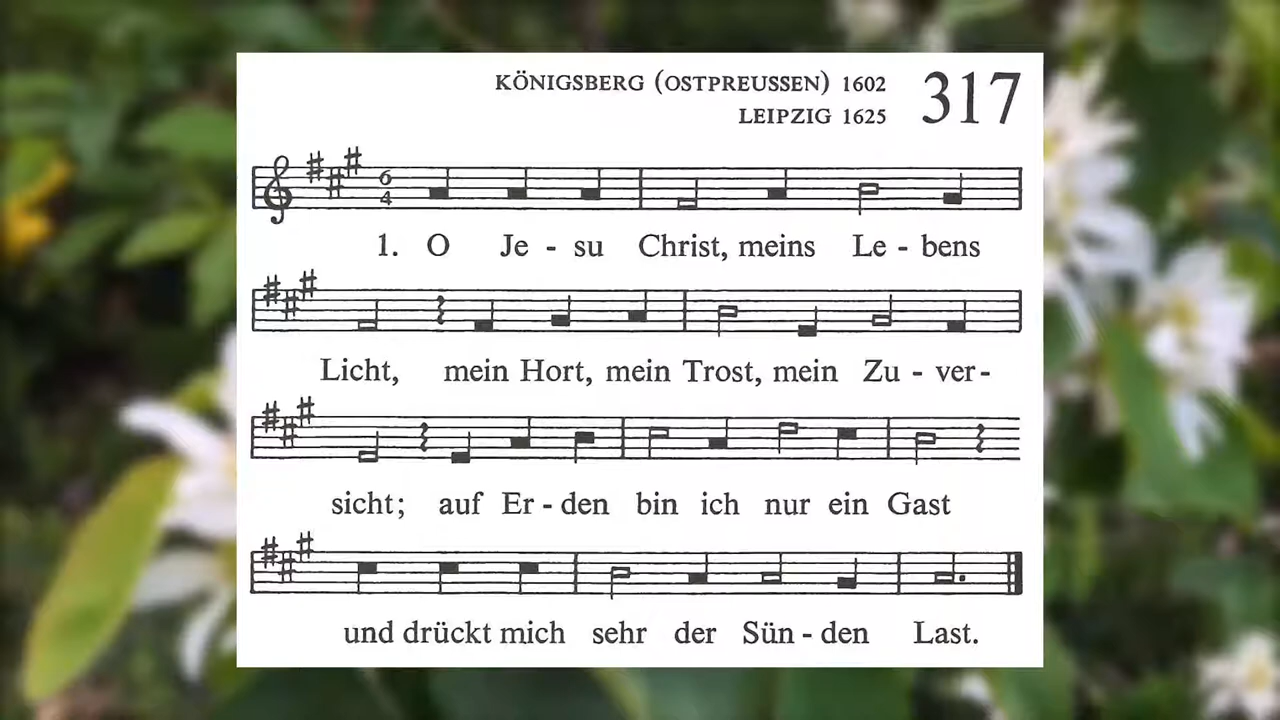 KÖNIGSBERG (OSTPREUSSEN) 1602
LEIPZIG 1625
317
6
4
1. O Je - su Christ, meins Le - bens
Licht, mein Hort, mein Trost, mein Zu - ver-
sicht; auf Er - den bin ich nur ein Gast
und drückt mich sehr der Sün - den Last.